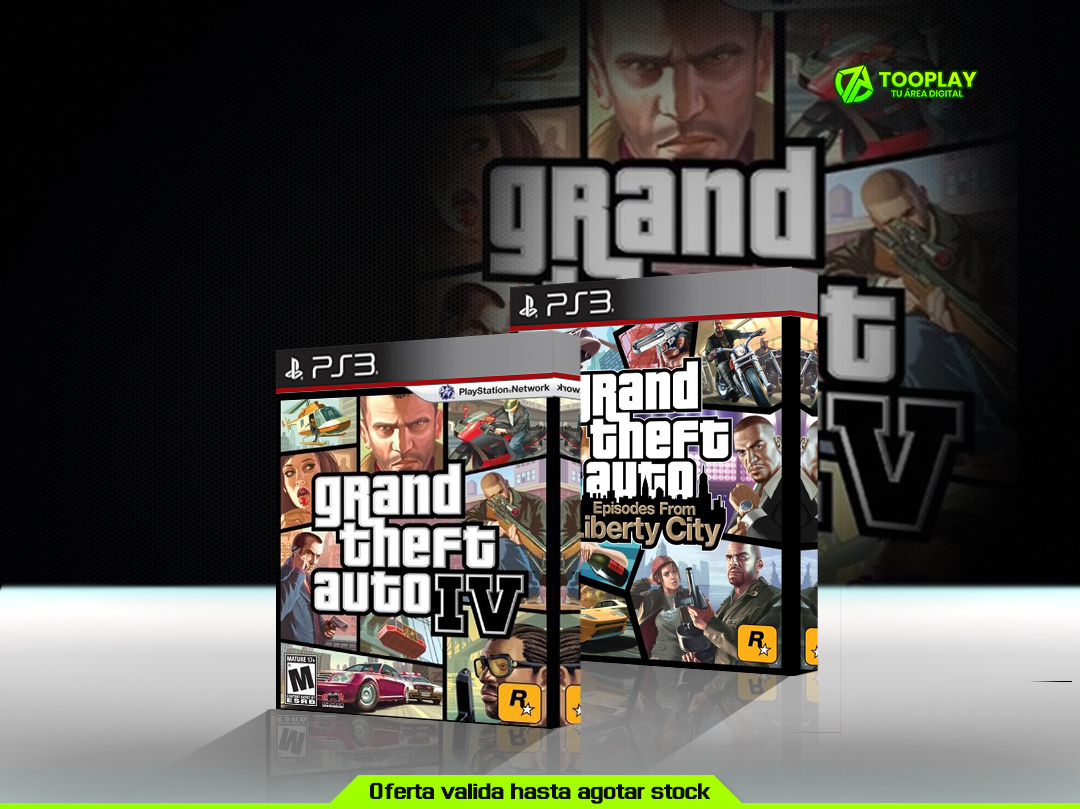 TOOPLAY
TU ÁREA DIGITAL
grand
t
IV
PS3
grand
theft
auto
Episodes From
Liberty City
R
PS3
PlayStation Network
grand
theft
auto IV
MATURE 17+
M
ESRB
R
Oferta valida hasta agotar stock